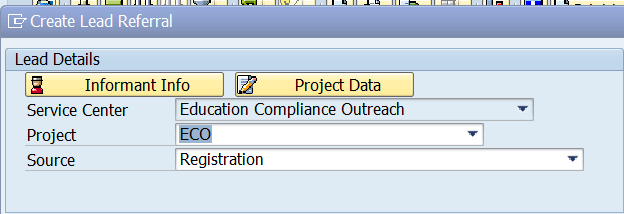 Create Lead Referral
Lead Details
Informant Info Project Data
Service Center Education Compliance Outreach
Project ECO
Source Registration